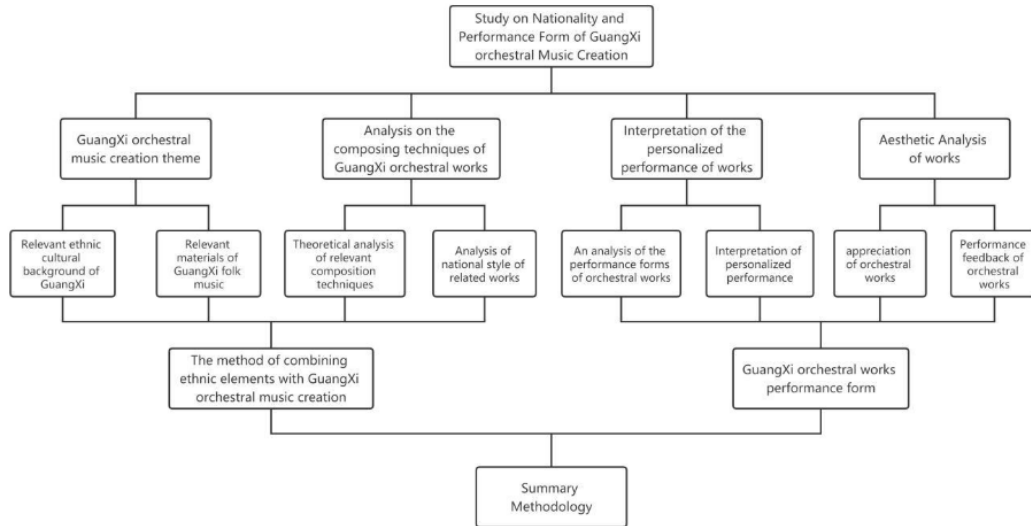 Study on Nationality and
Performance Form of GuangXi
orchestral Music Creation
GuangXi orchestral
music creation theme
Analysis on the
composing techniques of
GuangXi orchestral works
Interpretation of the
personalized
performance of works
Aesthetic Analysis
of works
Relevant ethnic
cultural background of
GuangXi
Relevant
materials of
GuangXi folk
music
Theoretical analysis
of relevant
composition
techniques
Analysis of
national style of
related works
An analysis of the
performance forms
of orchestral works
Interpretation of
personalized
performance
appreciation
of orchestral
works
Performance
feedback of
orchestral
works
The method of combining
ethnic elements with GuangXi
orchestral music creation
GuangXi orchestral works
performance form
Summary
Methodology